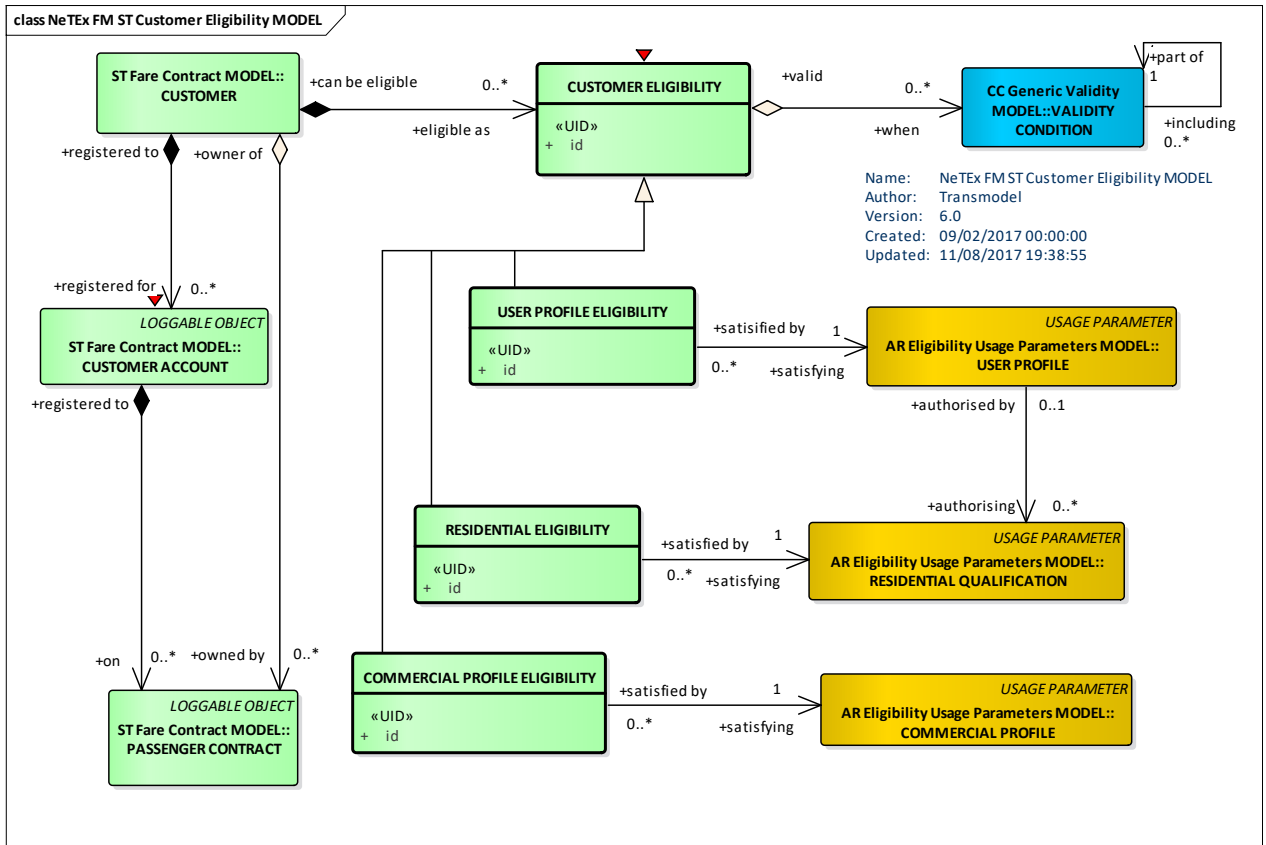 class NeTEx FM ST Customer Eligibility MODEL
ST Fare Contract MODEL::
CUSTOMER
+can be eligible
0..*
+eligible as
CUSTOMER ELIGIBILITY
«UID»
+ id
+valid
0..*
+when
CC Generic Validity
MODEL::VALIDITY
CONDITION
+part of
1
+including
0..*
+registered to
+owner of
Name: NeTEx FM ST Customer Eligibility MODEL
Author: Transmodel
Version: 6.0
Created: 09/02/2017 00:00:00
Updated: 11/08/2017 19:38:55
+registered for
0..*
LOGGABLE OBJECT
ST Fare Contract MODEL::
CUSTOMER ACCOUNT
+registered to
USER PROFILE ELIGIBILITY
«UID»
+ id
+satisified by
1
0..*
+satisfying
USAGE PARAMETER
AR Eligibility Usage Parameters MODEL::
USER PROFILE
+authorised by
0..1
+authorising
0..*
RESIDENTIAL ELIGIBILITY
«UID»
+ id
+satisfied by
1
0..*
+satisfying
USAGE PARAMETER
AR Eligibility Usage Parameters MODEL::
RESIDENTIAL QUALIFICATION
+on
0..*
+owned by
0..*
LOGGABLE OBJECT
ST Fare Contract MODEL::
PASSENGER CONTRACT
COMMERCIAL PROFILE ELIGIBILITY
«UID»
+ id
+satisfied by
1
0..*
+satisfying
USAGE PARAMETER
AR Eligibility Usage Parameters MODEL::
COMMERCIAL PROFILE